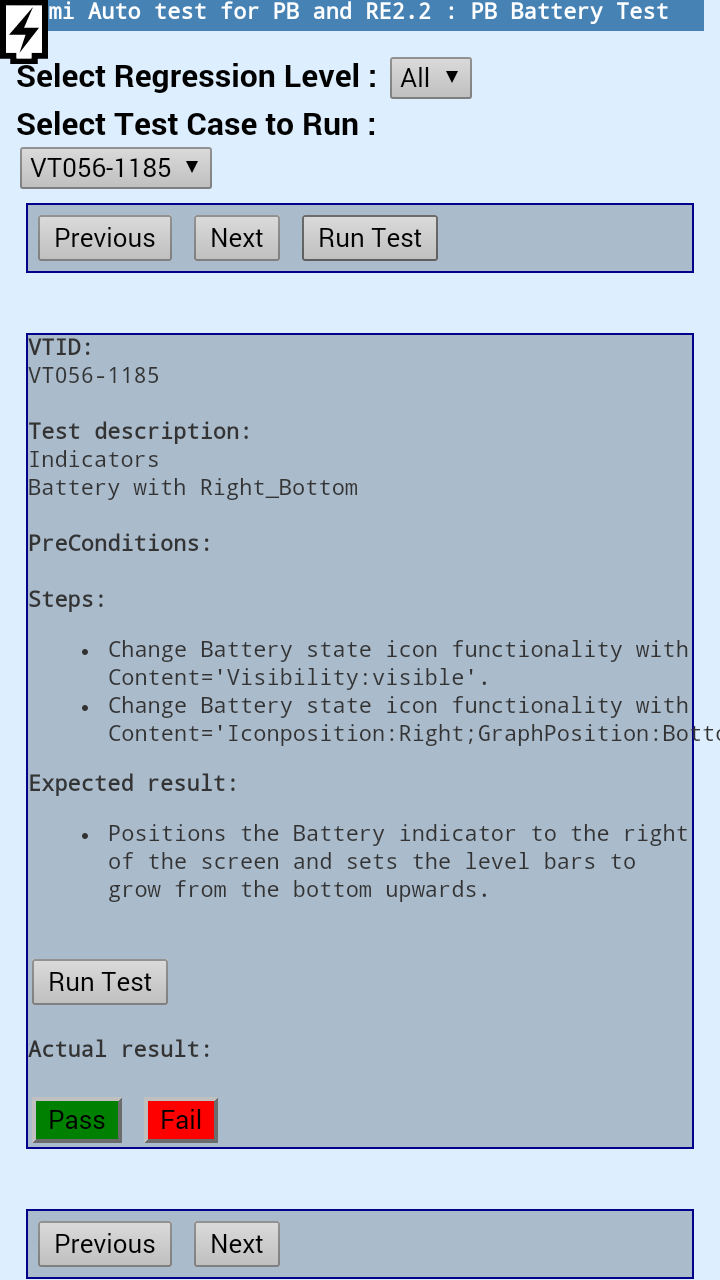 mi Auto test for PB and RE2.2 : PB Battery Test
Select Regression Level : All ▼
Select Test Case to Run :
VT056-1185 ▼
Previous Next Run Test
VTID:
VT056-1185
Test description:
Indicators
Battery with Right_Bottom
PreConditions:
Steps:
• Change Battery state icon functionality with
Content='Visibility:visible'.
• Change Battery state icon functionality with
Content='Iconposition:Right;GraphPosition:Botto
Expected result:
• Positions the Battery indicator to the right
of the screen and sets the level bars to
grow from the bottom upwards.
Run Test
Actual result:
Pass Fail
Previous Next